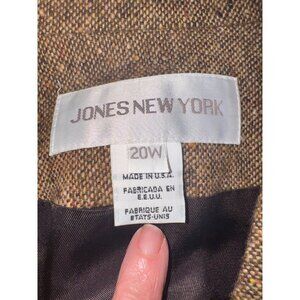 JONES NEW YORK
20W
MADE IN U.S.A.
FABRICADA EN
E.E.U.U.
FABRIQUE AU
ETATS-UNIS